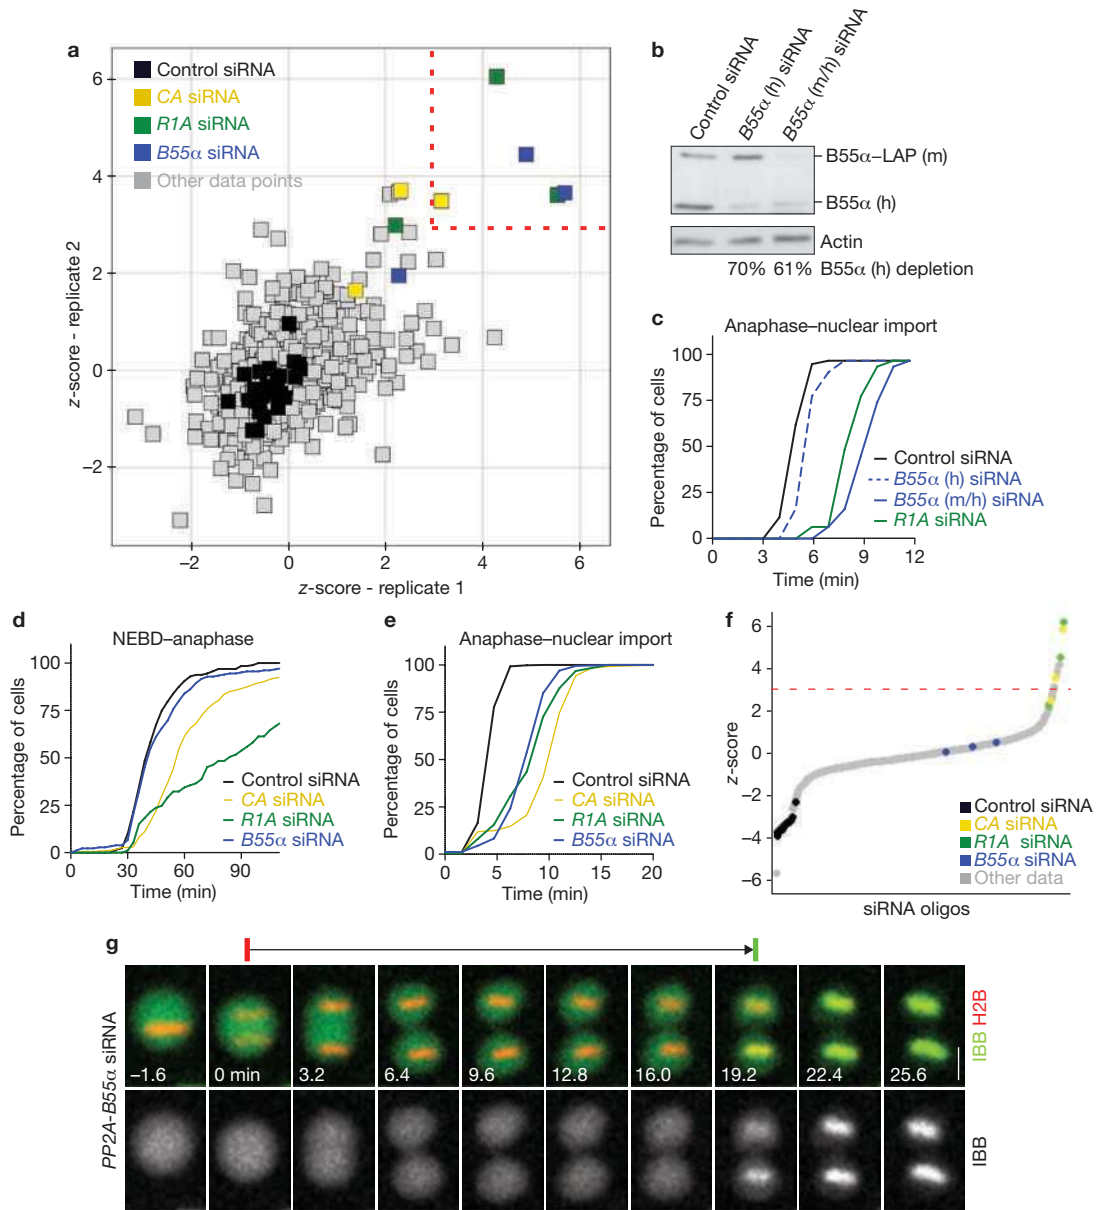 a
Control siRNA
CA siRNA
R1A siRNA
B55α siRNA
Other data points
6
4
2
0
−2
−2
0
2
4
6
z-score - replicate 2
z-score - replicate 1
b
Control siRNA
B55α (h) siRNA
B55α (m/h) siRNA
B55α–LAP (m)
B55α (h)
Actin
70% 61% B55α (h) depletion
c
Anaphase–nuclear import
Percentage of cells
100
75
50
25
0
0 3 6 9 12
Time (min)
Control siRNA
B55α (h) siRNA
B55α (m/h) siRNA
R1A siRNA
d
NEBD–anaphase
Percentage of cells
100
75
50
25
0
0 30 60 90
Time (min)
Control siRNA
CA siRNA
R1A siRNA
B55α siRNA
e
Anaphase–nuclear import
Percentage of cells
100
75
50
25
0
0 5 10 15 20
Time (min)
Control siRNA
CA siRNA
R1A siRNA
B55α siRNA
f
z-score
6
4
2
0
−2
−4
−6
Control siRNA
CA siRNA
R1A siRNA
B55α siRNA
Other data
siRNA oligos
g
PP2A-B55α siRNA
−1.6 0 min 3.2 6.4 9.6 12.8 16.0 19.2 22.4 25.6
IBB H2B
IBB